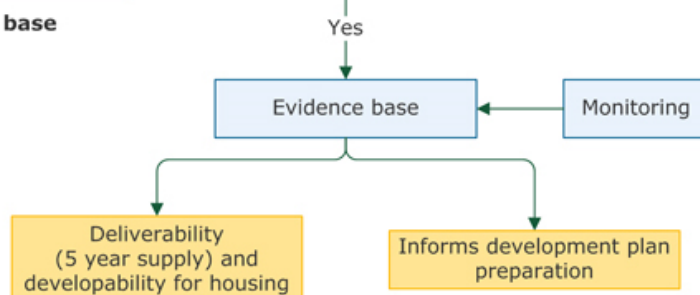 base
Yes
Evidence base
Monitoring
Deliverability
(5 year supply) and
developability for housing
Informs development plan
preparation